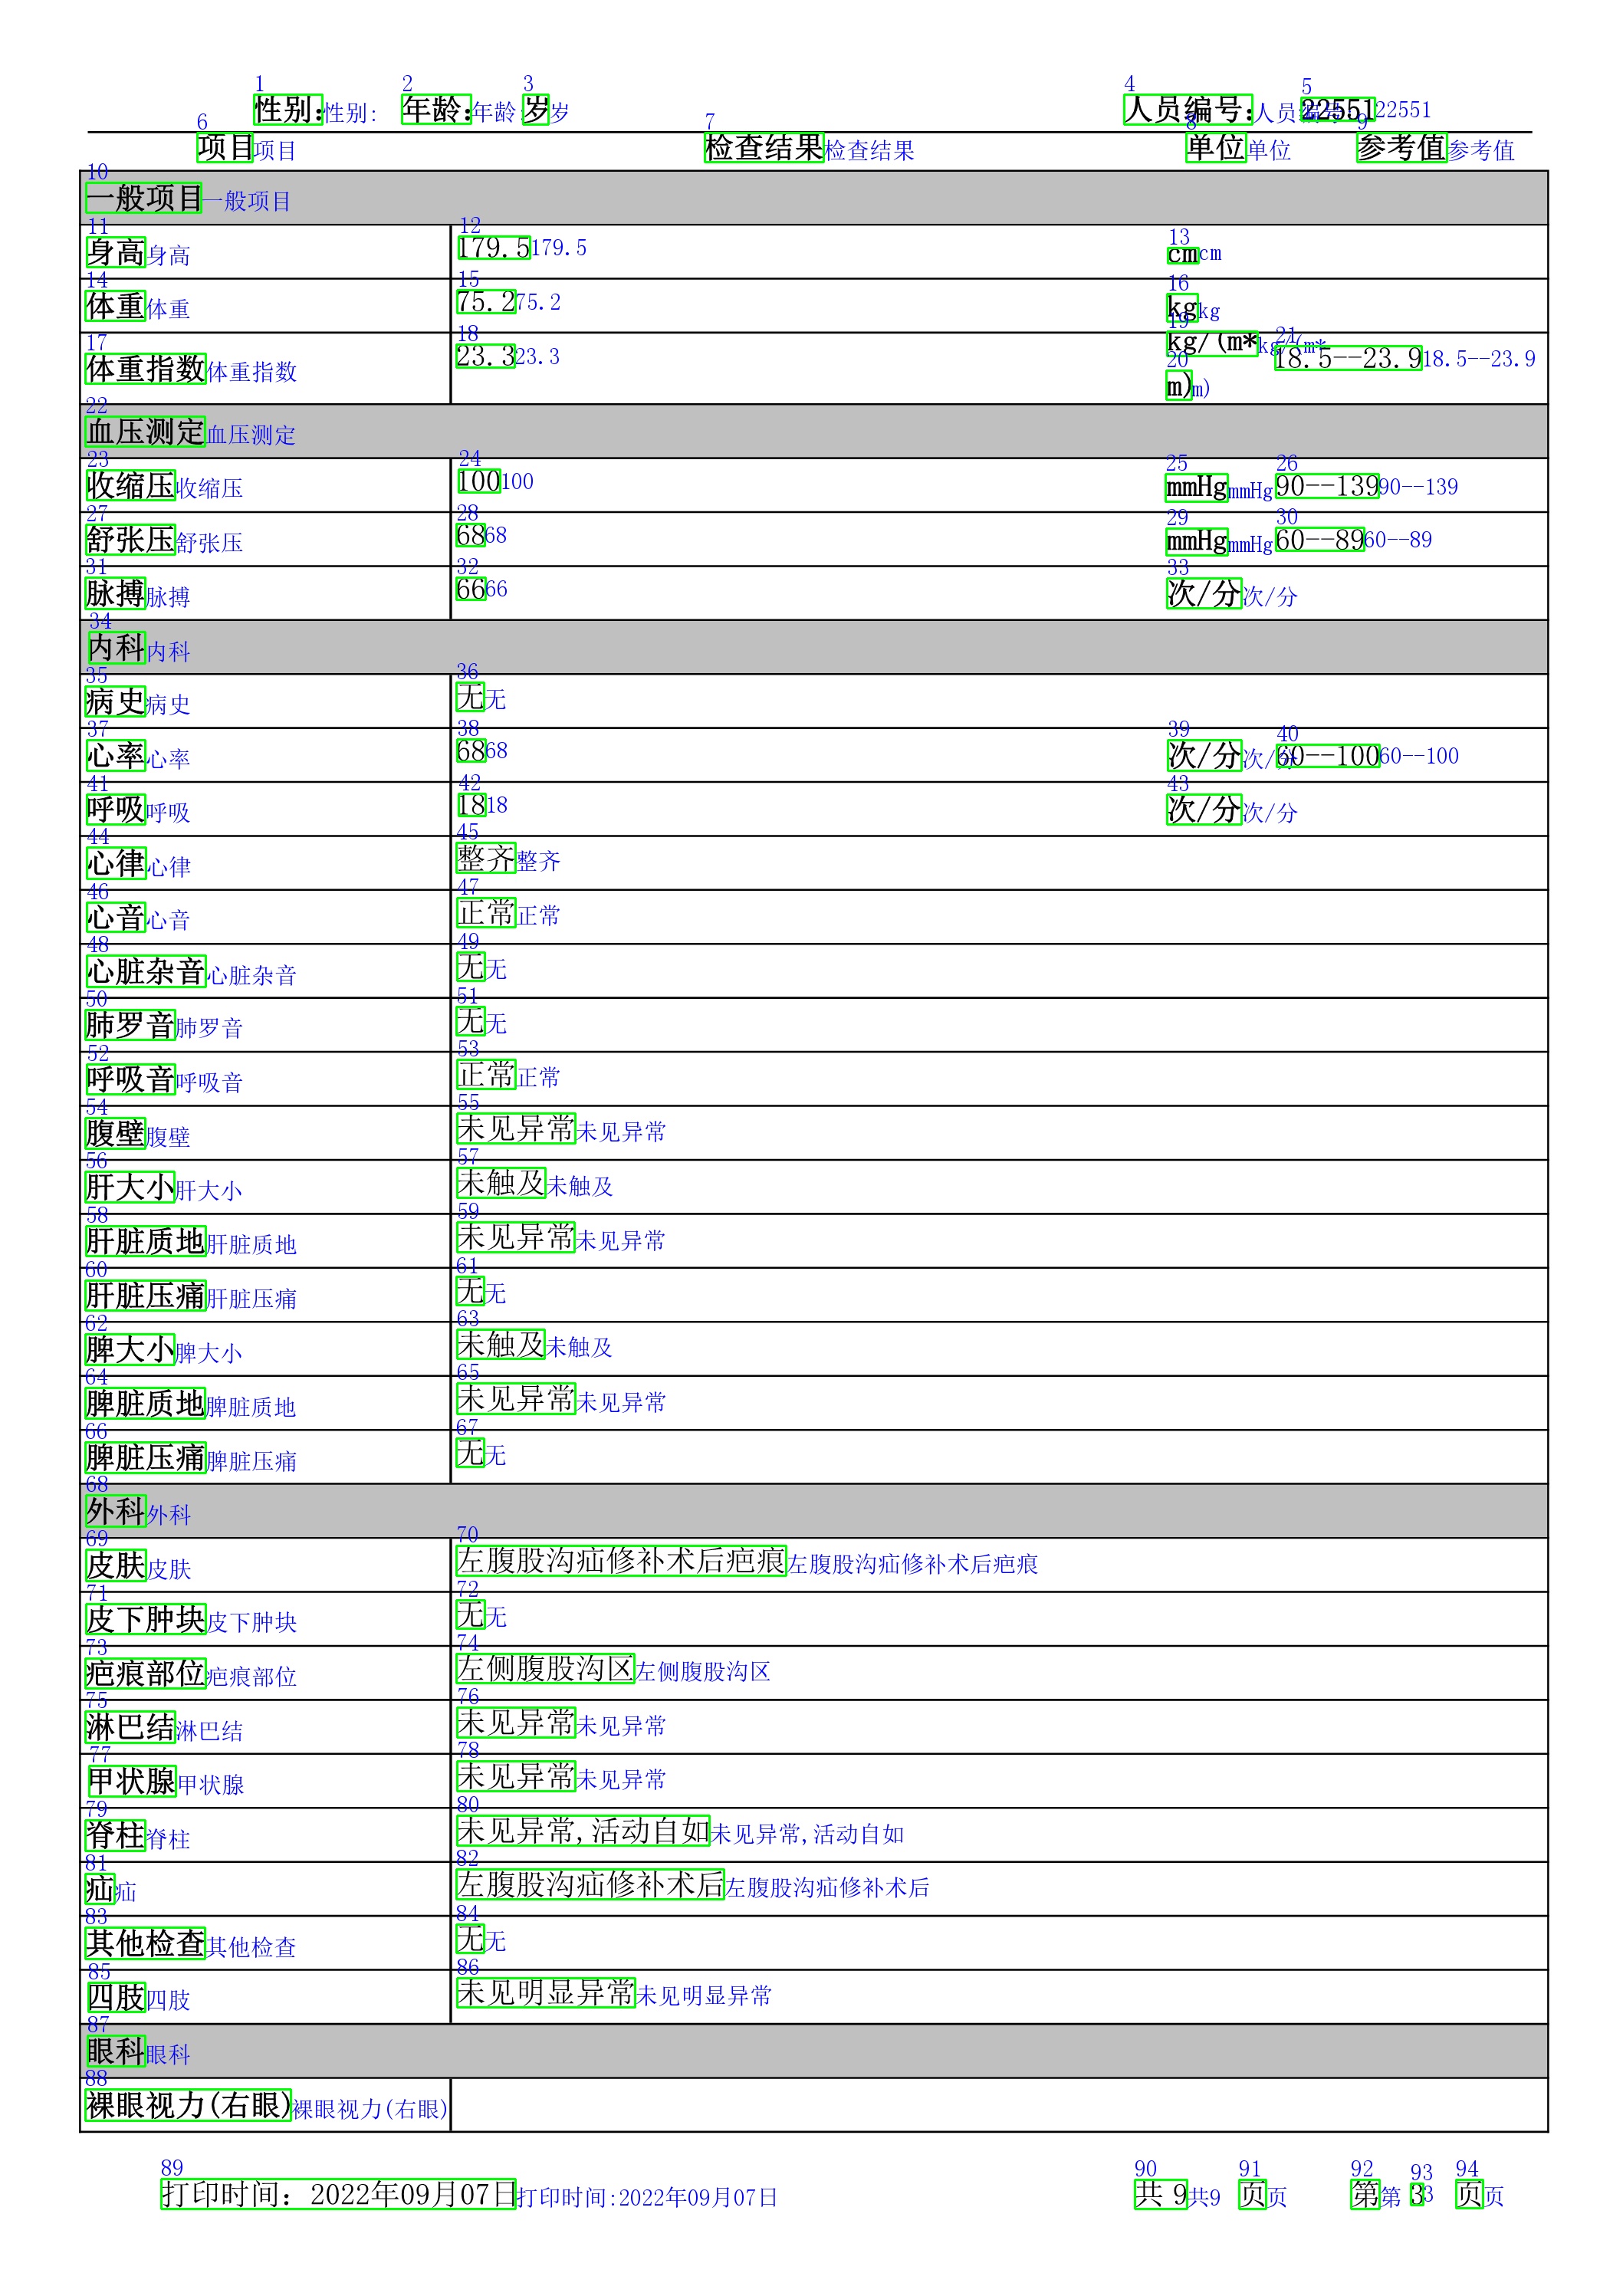 1 2 3 4 5
性别: 性别: 年龄: 年龄: 岁 岁 人员编号: 人员编号 22551 22551
6 7 8 9
项目 项目 检查结果 检查结果 单位 单位 参考值 参考值
10
一般项目 一般项目
11 12 13
身高 身高 179.5 179.5 cm cm
14 15 16
体重 体重 75.2 75.2 kg kg
17 18 19 21
体重指数 体重指数 23.3 23.3 kg/(m* kg/(m* 18.5--23.9 18.5--23.9
20
m) m)
22
血压测定 血压测定
23 24 25 26
收缩压 收缩压 100 100 mmHg mmHg 90--139 90--139
27 28 29 30
舒张压 舒张压 68 68 mmHg mmHg 60--89 60--89
31 32 33
脉搏 脉搏 66 66 次/分 次/分
34
内科 内科
35 36
病史 病史 无 无
37 38 39 40
心率 心率 68 68 次/分 次/分 60--100 60--100
41 42 43
呼吸 呼吸 18 18 次/分 次/分
44 45
心律 心律 整齐 整齐
46 47
心音 心音 正常 正常
48 49
心脏杂音 心脏杂音 无 无
50 51
肺罗音 肺罗音 无 无
52 53
呼吸音 呼吸音 正常 正常
54 55
腹壁 腹壁 未见异常 未见异常
56 57
肝大小 肝大小 未触及 未触及
58 59
肝脏质地 肝脏质地 未见异常 未见异常
60 61
肝脏压痛 肝脏压痛 无 无
62 63
脾大小 脾大小 未触及 未触及
64 65
脾脏质地 脾脏质地 未见异常 未见异常
66 67
脾脏压痛 脾脏压痛 无 无
68
外科 外科
69 70
皮肤 皮肤 左腹股沟疝修补术后疤痕 左腹股沟疝修补术后疤痕
71 72
皮下肿块 皮下肿块 无 无
73 74
疤痕部位 疤痕部位 左侧腹股沟区 左侧腹股沟区
75 76
淋巴结 淋巴结 未见异常 未见异常
77 78
甲状腺 甲状腺 未见异常 未见异常
79 80
脊柱 脊柱 未见异常,活动自如 未见异常,活动自如
81 82
疝 疝 左腹股沟疝修补术后 左腹股沟疝修补术后
83 84
其他检查 其他检查 无 无
85 86
四肢 四肢 未见明显异常 未见明显异常
87
眼科 眼科
88
裸眼视力(右眼) 裸眼视力(右眼)
89 90 91 92 93 94
打印时间：2022年09月07日 打印时间:2022年09月07日 共 9 共9 页 页 第 第 3 3 页 页